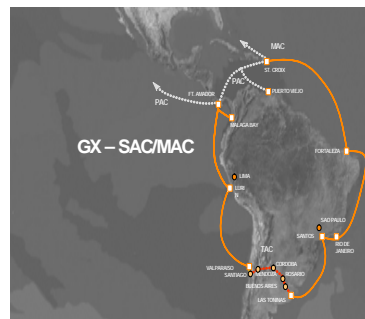 MAC
ST. CROIX
PAC
PUERTO VIEJO
FT. AMADOR
PAC
MALAGA BAY
GX – SAC/MAC
FORTALEZA
LIMA
LURI
N
SAO PAULO
SANTOS
RIO DE
JANEIRO
TAC
VALPARAISO
CORDOBA
SANTIAGO
MENDOZA
ROSARIO
BUENOS AIRES
LAS TONINAS